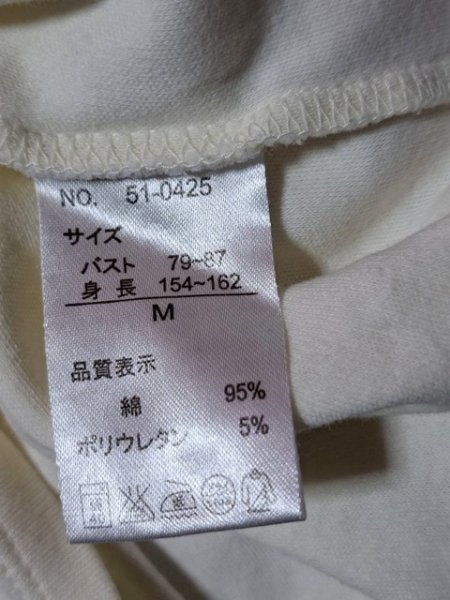 NO. 51-0425
サイズ
バスト 79~87
身長 154~162
M
品質表示
綿 95%
ポリウレタン 5%